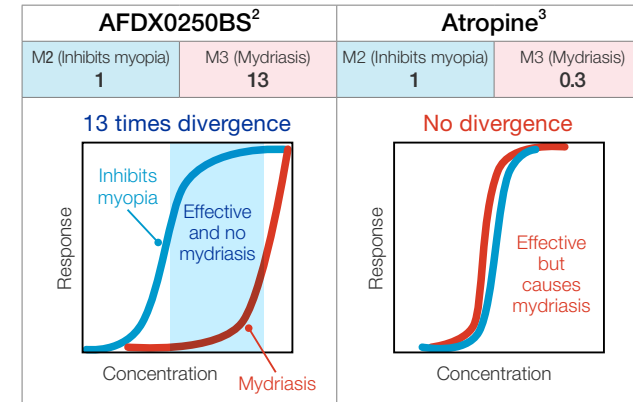 AFDX0250BS²
Atropine³
M2 (Inhibits myopia)
1
M3 (Mydriasis)
13
M2 (Inhibits myopia)
1
M3 (Mydriasis)
0.3
13 times divergence
Response
Inhibits
myopia
Effective
and no
mydriasis
Concentration
Mydriasis
No divergence
Response
Effective
but
causes
mydriasis
Concentration